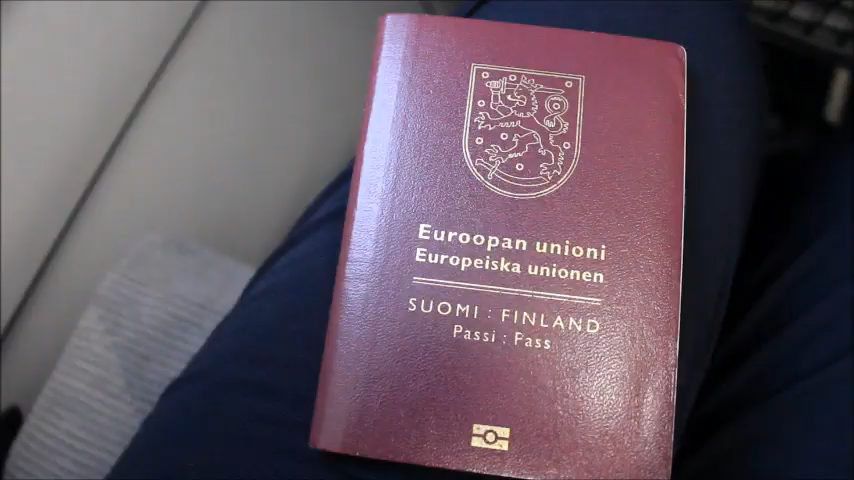 Euroopan unioni
Europeiska unionen
SUOMI : FINLAND
Passi : Pass